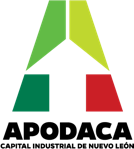 APODACA
CAPITAL INDUSTRIAL DE NUEVO LEÓN